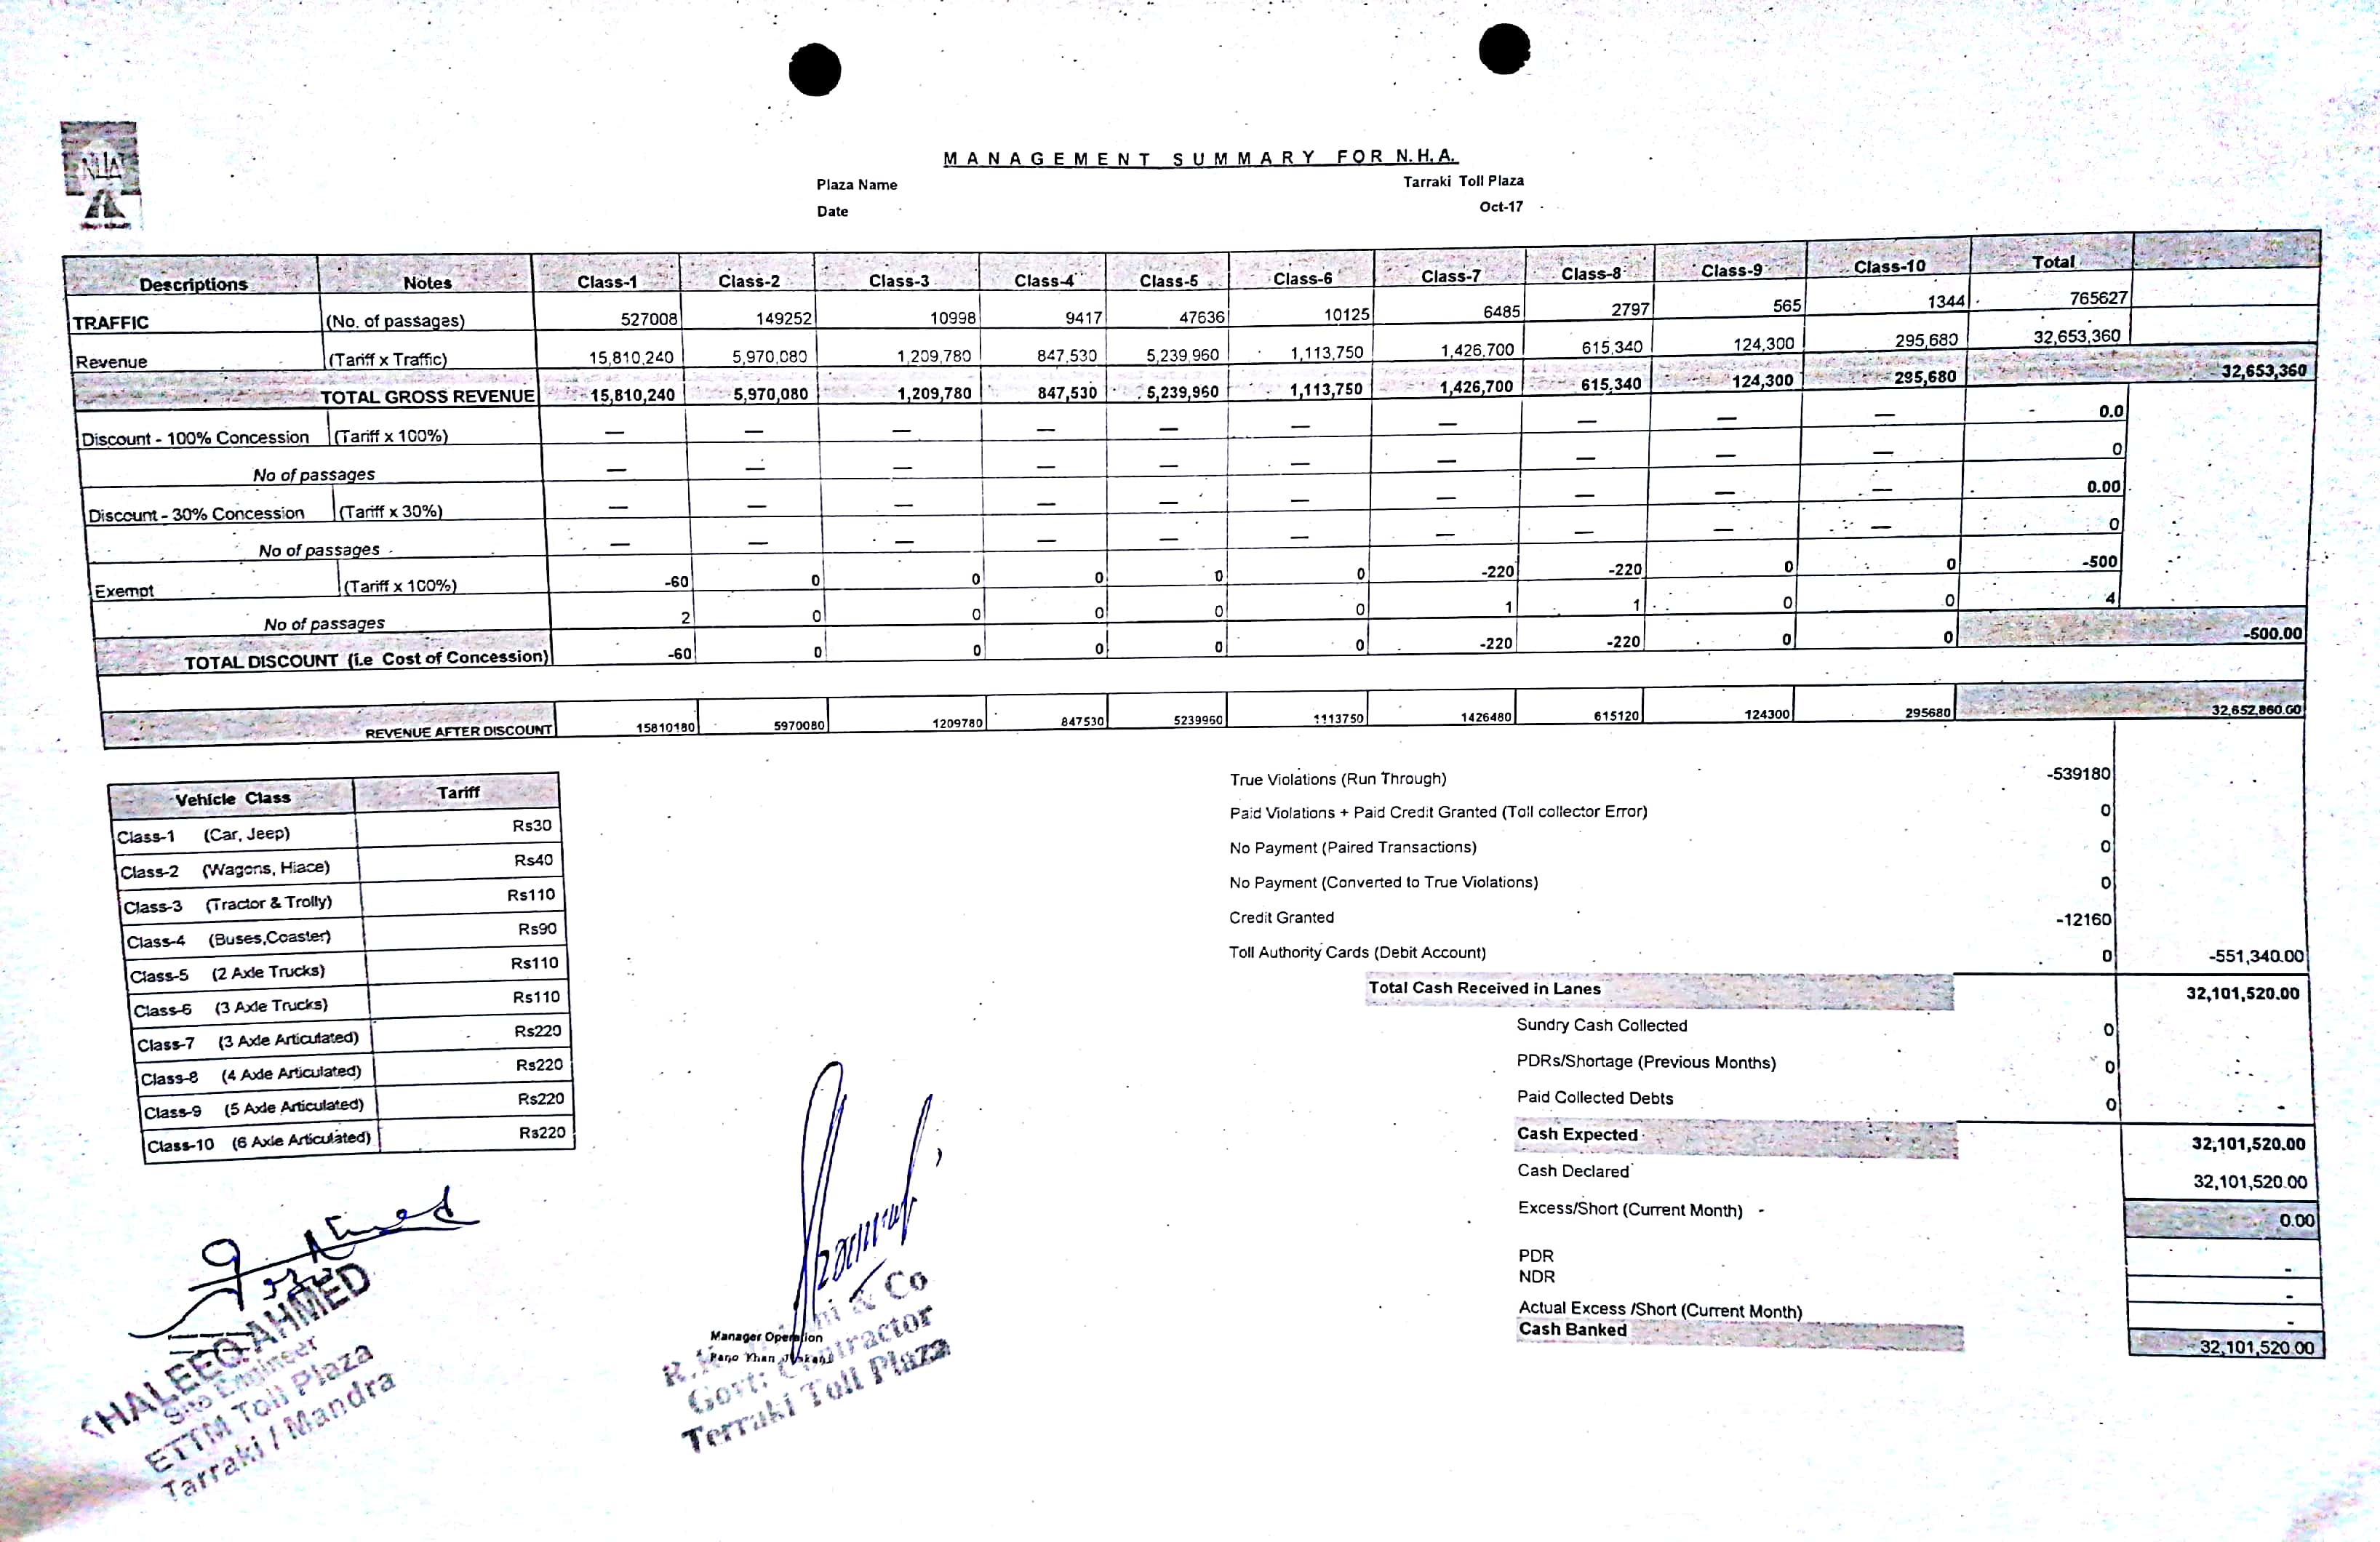 NHA
MANAGEMENT SUMMARY FOR N.H.A.
Plaza Name Tarraki Toll Plaza
Date Oct-17
Descriptions Notes Class-1 Class-2 Class-3 Class-4 Class-5 Class-6 Class-7 Class-8 Class-9 Class-10 Total
TRAFFIC (No. of passages) 527008 149252 10998 9417 47636 10125 6485 2797 565 1344 765627
Revenue (Tariff x Traffic) 15,810,240 5,970,080 1,209,780 847,530 5,239,960 1,113,750 1,426,700 615,340 124,300 295,680 32,653,360
TOTAL GROSS REVENUE 15,810,240 5,970,080 1,209,780 847,530 5,239,960 1,113,750 1,426,700 615,340 124,300 295,680 32,653,360
Discount - 100% Concession (Tariff x 100%) — — — — — — — — — — 0.0
No of passages — — — — — — — — — — 0
Discount - 30% Concession (Tariff x 30%) — — — — — — — — — — 0.00
No of passages — — — — — — — — — — 0
Exempt (Tariff x 100%) -60 0 0 0 0 0 -220 -220 0 0 -500
No of passages 2 0 0 0 0 0 1 1 0 0 4
TOTAL DISCOUNT (i.e Cost of Concession) -60 0 0 0 0 0 -220 -220 0 0 -500.00
REVENUE AFTER DISCOUNT 15810180 5970080 1209780 847530 5239960 1113750 1426480 615120 124300 295680 32,652,860.00
Vehicle Class Tariff
Class-1 (Car, Jeep) Rs30
Class-2 (Wagons, Hiace) Rs40
Class-3 (Tractor & Trolly) Rs110
Class-4 (Buses,Coaster) Rs90
Class-5 (2 Axle Trucks) Rs110
Class-6 (3 Axle Trucks) Rs110
Class-7 (3 Axle Articulated) Rs220
Class-8 (4 Axle Articulated) Rs220
Class-9 (5 Axle Articulated) Rs220
Class-10 (6 Axle Articulated) Rs220
True Violations (Run Through) -539180
Paid Violations + Paid Credit Granted (Toll collector Error) 0
No Payment (Paired Transactions) 0
No Payment (Converted to True Violations) 0
Credit Granted -12160
Toll Authority Cards (Debit Account) 0 -551,340.00
Total Cash Received in Lanes 32,101,520.00
Sundry Cash Collected 0
PDRs/Shortage (Previous Months) 0
Paid Collected Debts 0 -
Cash Expected 32,101,520.00
Cash Declared 32,101,520.00
Excess/Short (Current Month) - 0.00
PDR -
NDR -
Actual Excess /Short (Current Month) -
Cash Banked 32,101,520.00
KHALEEQ AHMED
Site Engineer
ETTM Toll Plaza
Tarraki / Mandra
Manager Operation
Khan
& Co
Govt: Contractor
Terraki Toll Plaza